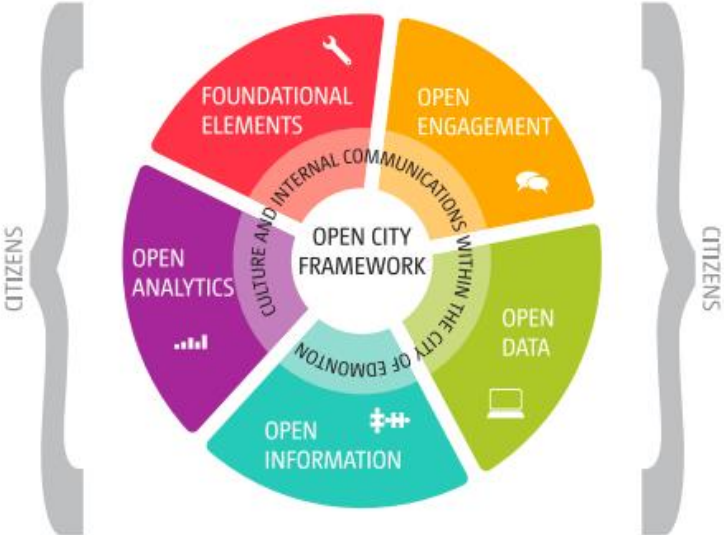 FOUNDATIONAL
ELEMENTS
OPEN
ENGAGEMENT
CULTURE AND INTERNAL COMMUNICATIONS WITHIN THE CITY OF EDMONTON
OPEN CITY
FRAMEWORK
CITIZENS
CITIZENS
OPEN
ANALYTICS
OPEN
DATA
OPEN
INFORMATION